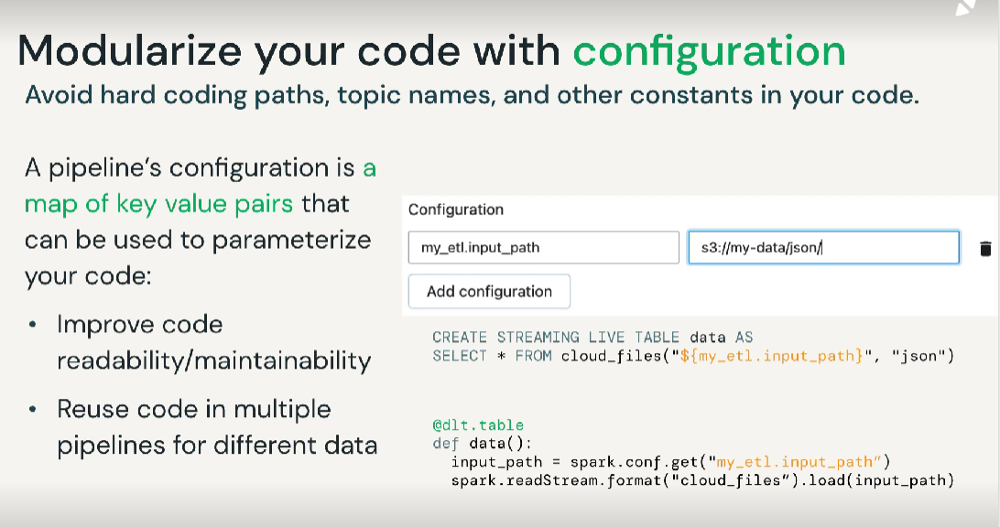 Modularize your code with configuration
Avoid hard coding paths, topic names, and other constants in your code.
A pipeline's configuration is a
map of key value pairs that
can be used to parameterize
your code:
• Improve code
readability/maintainability
• Reuse code in multiple
pipelines for different data
Configuration
my_etl.input_path
s3://my-data/json/
Add configuration
CREATE STREAMING LIVE TABLE data AS
SELECT * FROM cloud_files("${my_etl.input_path}", "json")
@dlt.table
def data():
  input_path = spark.conf.get("my_etl.input_path”)
  spark.readStream.format("cloud_files”).load(input_path)